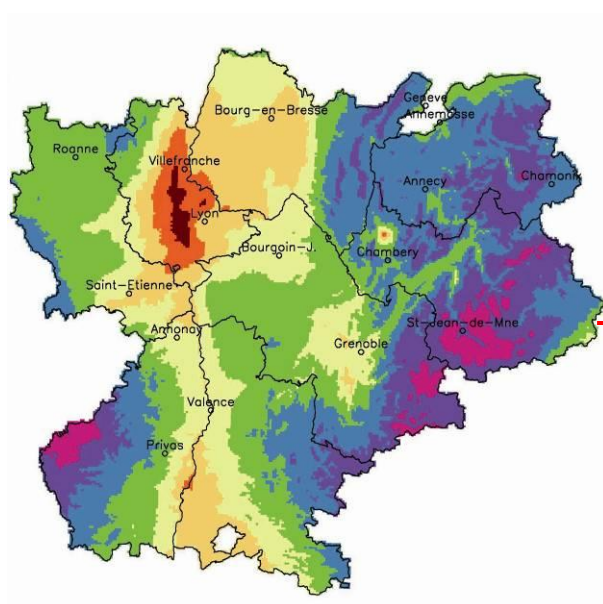 Bourg-en-Bresse
Geneve
Annemasse
Roanne
Villefranche
Annecy
Chamonix
Lyon
Bourgoin-J.
Chambery
Saint-Etienne
St-Jean-de-Mne
Annonay
Grenoble
Valence
Privas